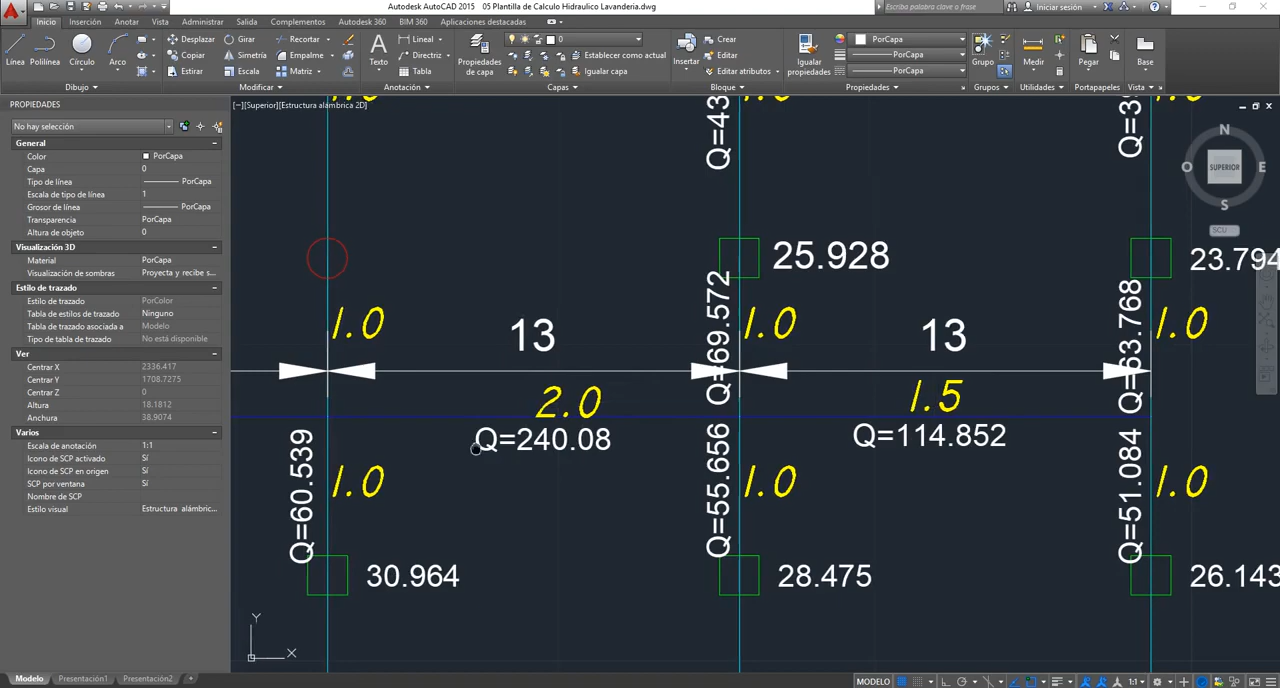 Autodesk AutoCAD 2015   05 Plantilla de Calculo Hidraulico Lavanderia.dwg
Escriba palabra clave o frase
Iniciar sesión
Inicio Inserción Anotar Vista Administrar Salida Complementos Autodesk 360 BIM 360 Aplicaciones destacadas
Línea Polilínea Círculo Arco
Desplazar Girar Recortar
Copiar Simetría Empalme
Estirar Escala Matriz
Texto
Lineal
Directriz
Tabla
Propiedades de capa
0
Establecer como actual
Igualar capa
Insertar
Crear
Editar
Editar atributos
Igualar propiedades
PorCapa
PorCapa
PorCapa
Grupo
Medir
Pegar
Base
Dibujo Modificar Anotación Capas Bloque Propiedades Grupos Utilidades Portapapeles Vista
PROPIEDADES
No hay selección
General
Color PorCapa
Capa 0
Tipo de línea PorCapa
Escala de tipo de línea 1
Grosor de líneas PorCapa
Transparencia PorCapa
Altura de objeto 0
Visualización 3D
Material PorCapa
Visualización de sombras Proyecta y recibe s...
Estilo de trazado
Estilo de trazado PorColor
Tabla de estilos de trazado Ninguno
Tabla de trazado asociada a Modelo
Tipo de tabla de trazado No está disponible
Ver
Centrar X 2336.417
Centrar Y 1708.7275
Centrar Z 0
Altura 18.1812
Anchura 38.9074
Varios
Escala de anotación 1:1
Icono de SCP activado Sí
Icono de SCP en origen Sí
SCP por ventana Sí
Nombre de SCP
Estilo visual Estructura alámbric...
[−][Superior][Estructura alámbrica 2D]
N
O SUPERIOR E
S
SCU
Q=43
25.928
23.794
1.0
13
Q=69.572
1.0
13
Q=63.768
1.0
2.0
1.5
Q=240.08
Q=114.852
Q=60.539
1.0
Q=55.656
1.0
Q=51.084
1.0
30.964
28.475
26.143
Y
X
Modelo Presentación1 Presentación2 +
MODELO
1:1